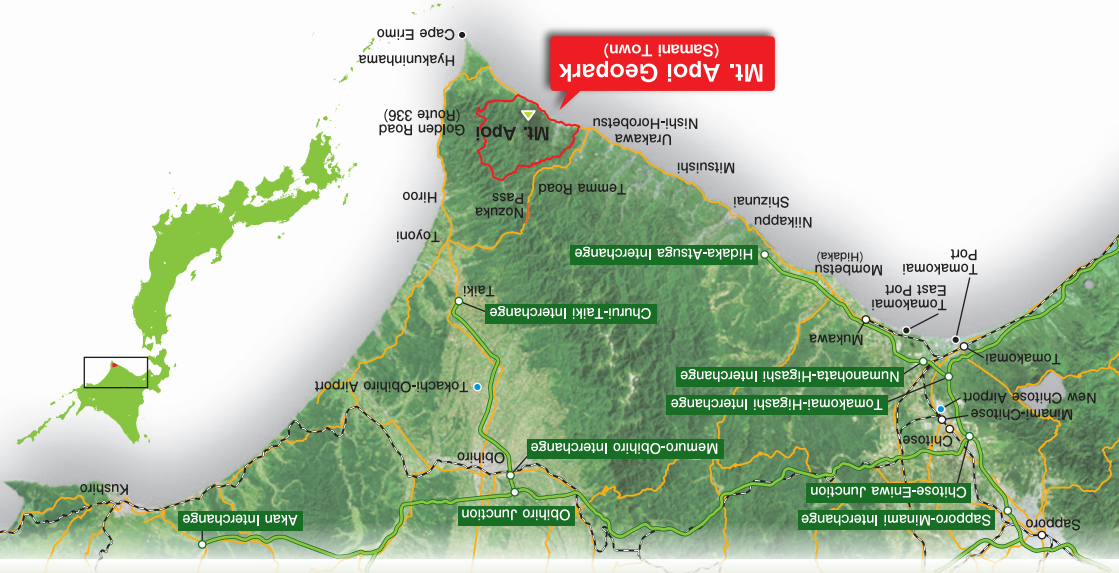 Sapporo
Sapporo-Minami Interchange
Chitose-Eniwa Junction
Obihiro Junction
Akan Interchange
Kushiro
Chitose
Memuro-Obihiro Interchange
Obihiro
Minami-Chitose
New Chitose Airport
Tomakomai-Higashi Interchange
Tokachi-Obihiro Airport
Numanohata-Higashi Interchange
Tomakomai
Mukawa
Churui-Taiki Interchange
Taiki
Tomakomai
East Port
Tomakomai
Port
Mombetsu
(Hidaka)
Hidaka-Atsuga Interchange
Toyoni
Niikappu
Shizunai
Nozuka
Pass
Hiroo
Temma Road
Mitsuishi
Urakawa
Nishi-Horobetsu
Mt. Apoi
Golden Road
(Route 336)
Mt. Apoi Geopark
(Samani Town)
Hyakuninhama
Cape Erimo